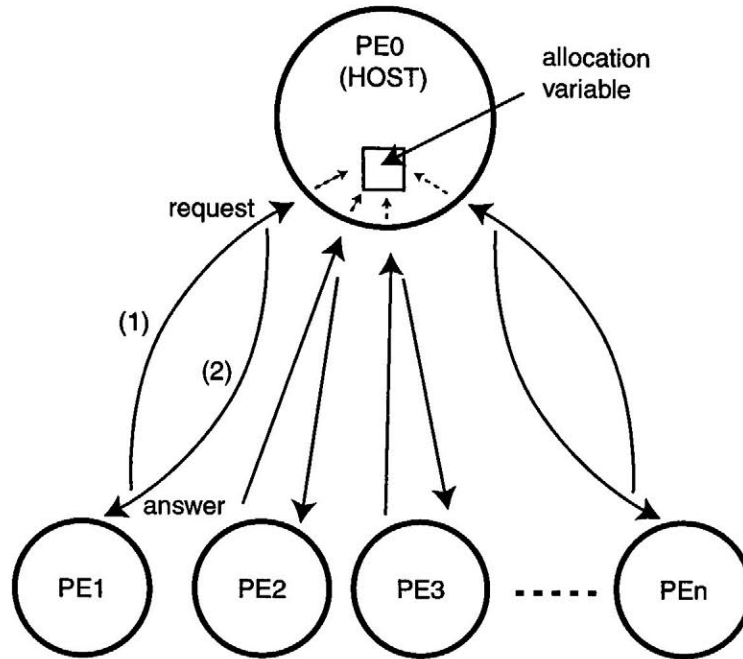 PE0
(HOST)
allocation
variable
request
(1)
(2)
answer
PE1
PE2
PE3
PEn